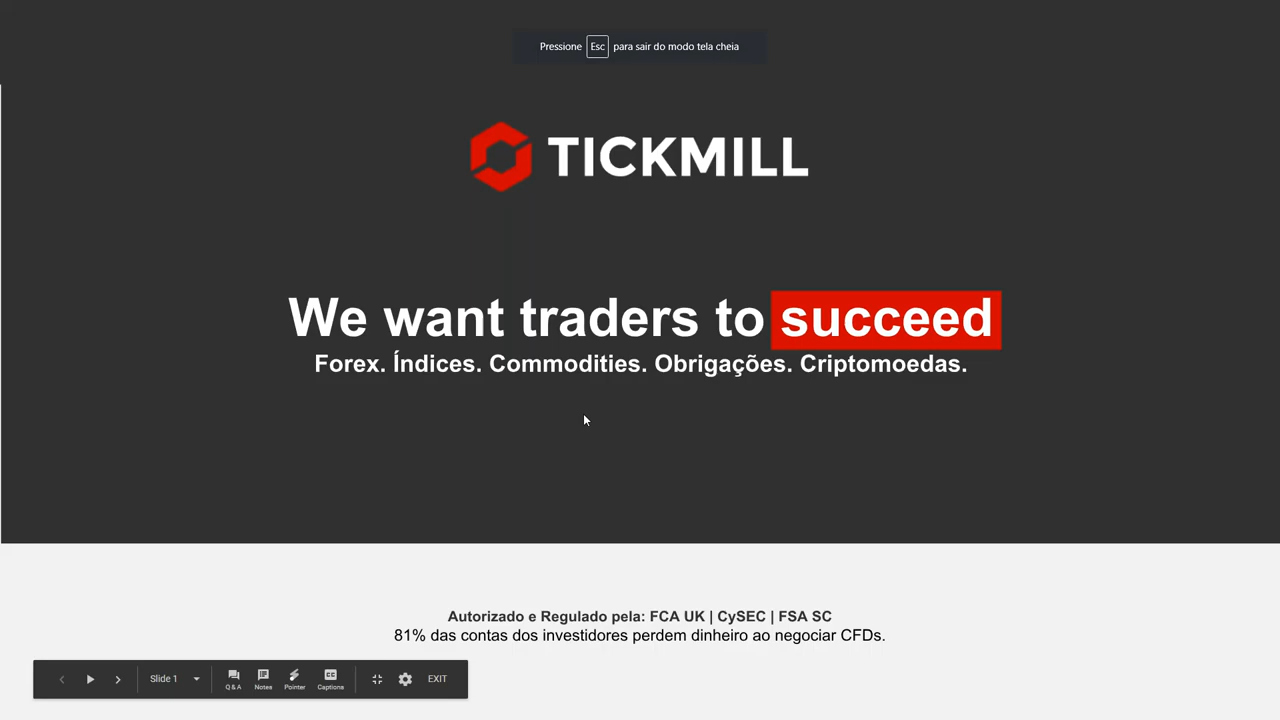 Pressione Esc para sair do modo tela cheia
TICKMILL
We want traders to succeed
Forex. Índices. Commodities. Obrigações. Criptomoedas.
Autorizado e Regulado pela: FCA UK | CySEC | FSA SC
81% das contas dos investidores perdem dinheiro ao negociar CFDs.
Slide 1
Q & A
Notes
Pointer
CC
Captions
EXIT